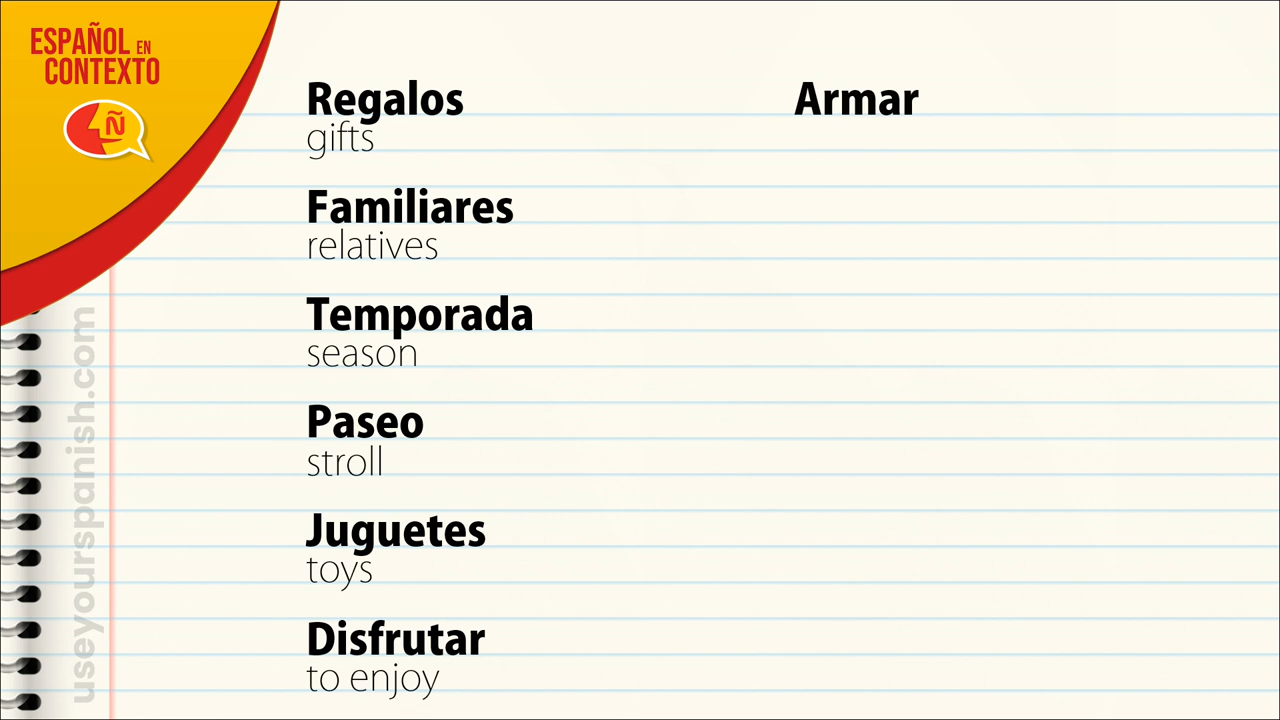 ESPAÑOL EN
CONTEXTO
Ñ
Regalos
gifts
Familiares
relatives
Temporada
season
Paseo
stroll
Juguetes
toys
Disfrutar
to enjoy
Armar
useyourspanish.com